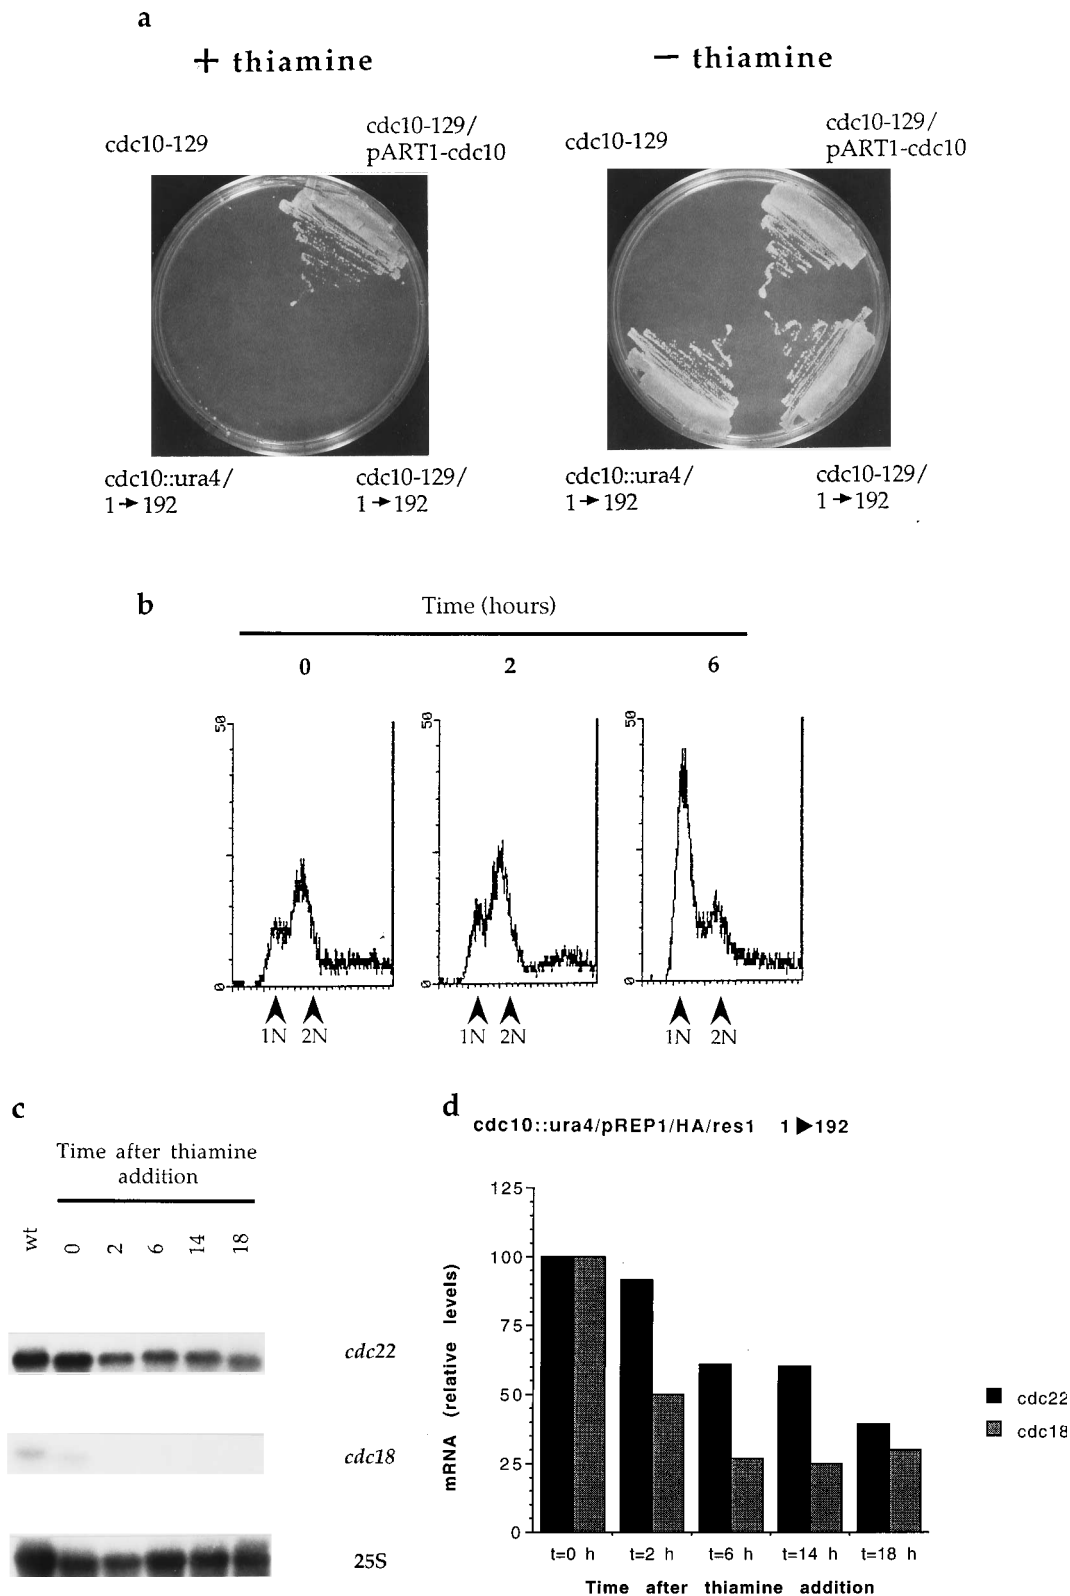 a
+ thiamine
− thiamine
cdc10-129
cdc10-129/
pART1-cdc10
cdc10-129
cdc10-129/
pART1-cdc10
cdc10::ura4/
1➔192
cdc10-129/
1➔192
cdc10::ura4/
1➔192
cdc10-129/
1➔192
b
Time (hours)
0
2
6
50
0
1N
2N
50
0
1N
2N
50
0
1N
2N
c
Time after thiamine
addition
wt
0
2
6
14
18
cdc22
cdc18
25S
d
cdc10::ura4/pREP1/HA/res1 1▶192
mRNA (relative levels)
125
100
75
50
25
0
t=0 h
t=2 h
t=6 h
t=14 h
t=18 h
Time after thiamine addition
cdc22
cdc18